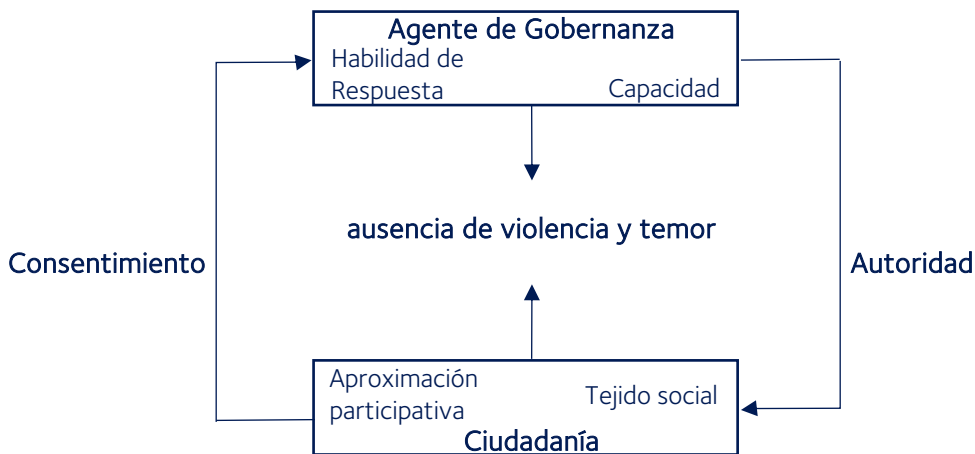 Agente de Gobernanza
Habilidad de
Respuesta
Capacidad
ausencia de violencia y temor
Consentimiento
Autoridad
Aproximación
participativa
Tejido social
Ciudadanía